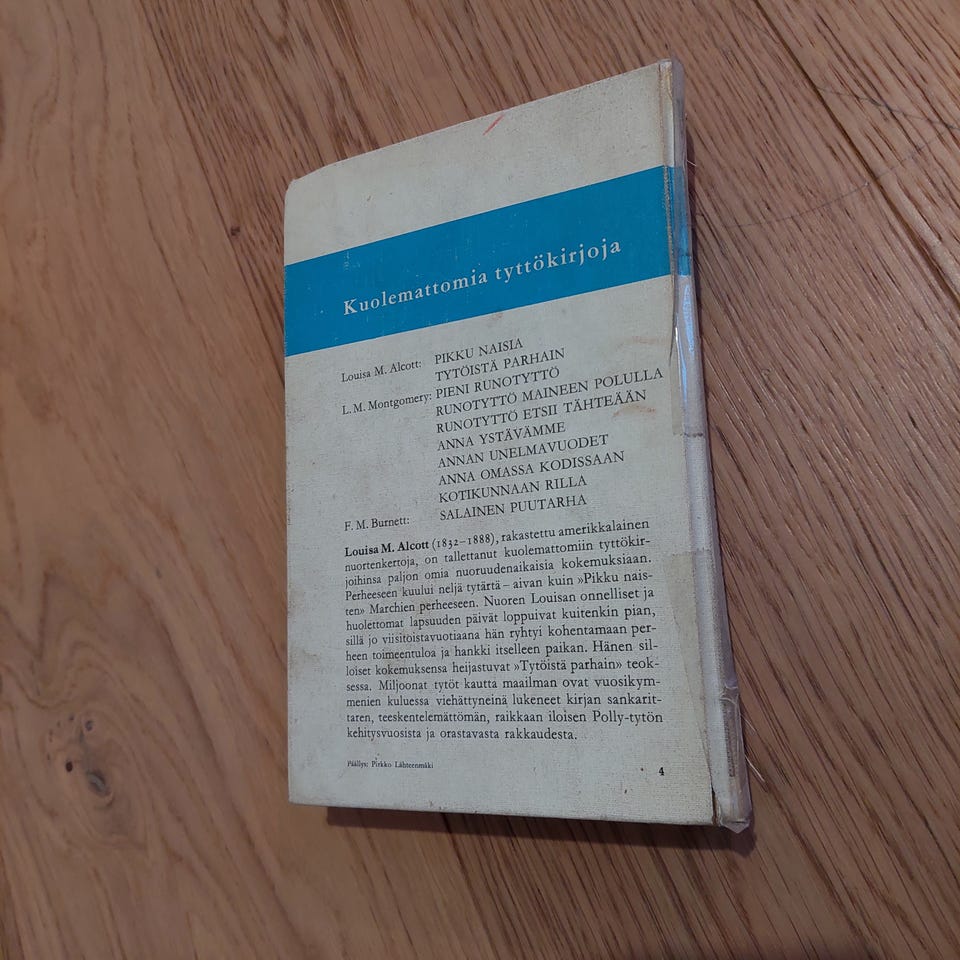 Kuolemattomia tyttökirjoja
Louisa M. Alcott: PIKKU NAISIA
TYTÖISTÄ PARHAIN
L. M. Montgomery: PIENI RUNOTYTTÖ
RUNOTYTTÖ MAINEEN POLULLA
RUNOTYTTÖ ETSII TÄHTEÄÄN
ANNA YSTÄVÄMME
ANNAN UNELMAVUODET
ANNA OMASSA KODISSAAN
KOTIKUNNAAN RILLA
F. M. Burnett: SALAINEN PUUTARHA
Louisa M. Alcott (1832–1888), rakastettu amerikkalainen
nuortenkertoja, on tallettanut kuolemattomiin tyttökir-
joihinsa paljon omia nuoruudenaikaisia kokemuksiaan.
Perheeseen kuului neljä tytärtä – aivan kuin »Pikku nais-
ten» Marchien perheeseen. Nuoren Louisan onnelliset ja
huolettomat lapsuuden päivät loppuivat kuitenkin pian,
sillä jo viisitoistavuotiaana hän ryhtyi kohentamaan per-
heen toimeentuloa ja hankki itselleen paikan. Hänen sil-
loiset kokemuksensa heijastuvat »Tytöistä parhain» teok-
sessa. Miljoonat tytöt kautta maailman ovat vuosikym-
menien kuluessa viehättyneinä lukeneet kirjan sankarit-
taren, teeskentelemättömän, raikkaan iloisen Polly-tytön
kehitysvuosista ja orastavasta rakkaudesta.
Päällys: Pirkko Lähteenmäki
4